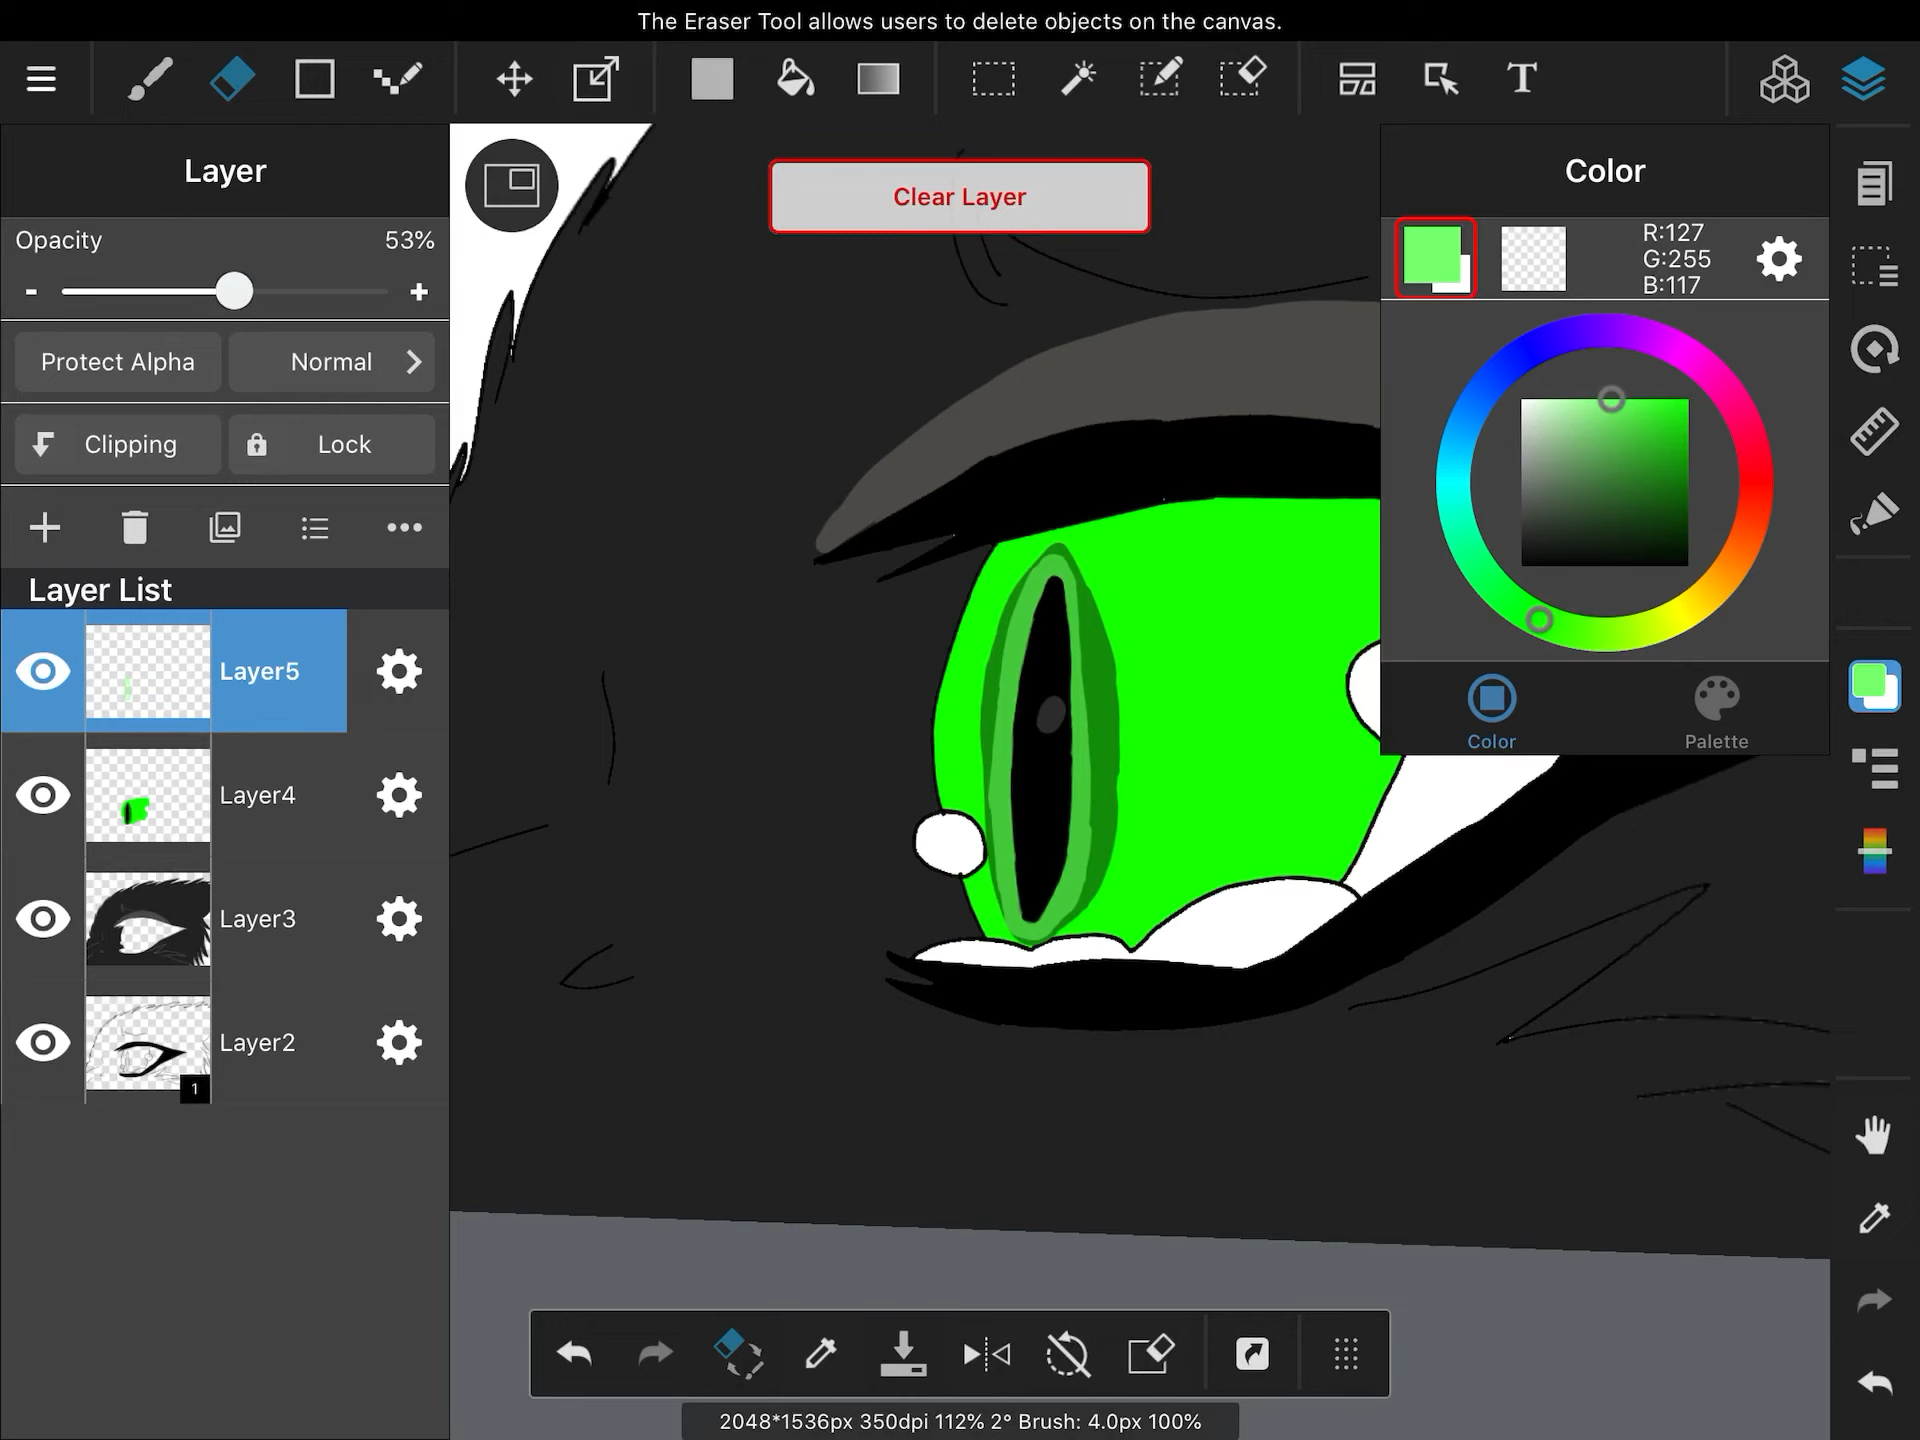 The Eraser Tool allows users to delete objects on the canvas.
T
Layer
Opacity 53%
- +
Protect Alpha Normal
Clipping Lock
Layer List
Layer5
Layer4
Layer3
Layer2
1
Clear Layer
Color
R:127
G:255
B:117
Color Palette
2048*1536px 350dpi 112% 2° Brush: 4.0px 100%